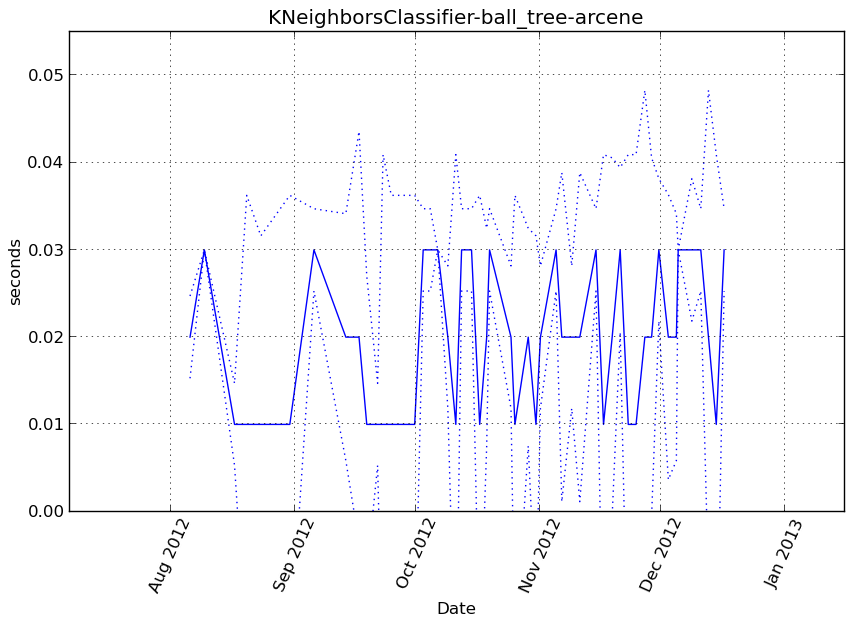 KNeighborsClassifier-ball_tree-arcene
0.05
0.04
0.03
0.02
0.01
0.00
seconds
Aug 2012
Sep 2012
Oct 2012
Nov 2012
Dec 2012
Jan 2013
Date